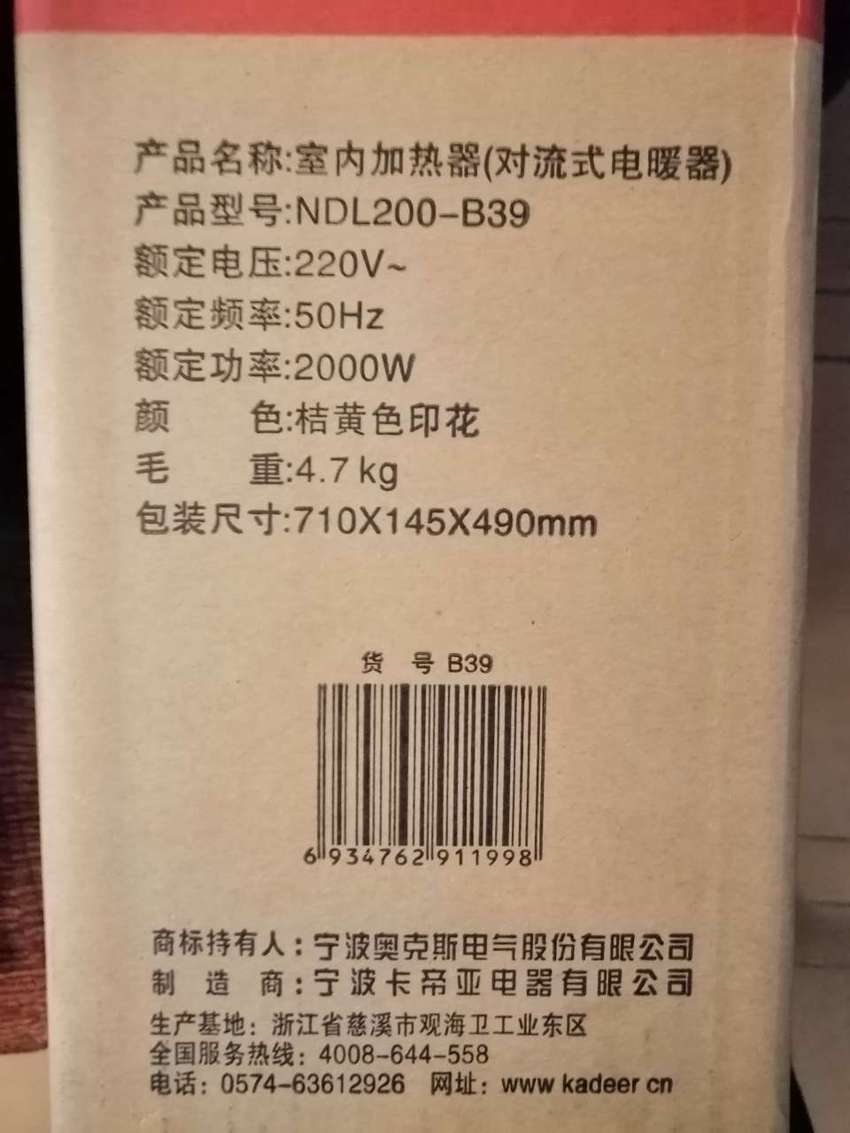 产品名称:室内加热器(对流式电暖器)
产品型号:NDL200-B39
额定电压:220V~
额定频率:50Hz
额定功率:2000W
颜 色:桔黄色印花
毛 重:4.7kg
包装尺寸:710X145X490mm
货 号 B39
6 934762 911998
商标持有人:宁波奥克斯电气股份有限公司
制 造 商:宁波卡帝亚电器有限公司
生产基地:浙江省慈溪市观海卫工业东区
全国服务热线:4008-644-558
电话:0574-63612926 网址:www kadeer cn